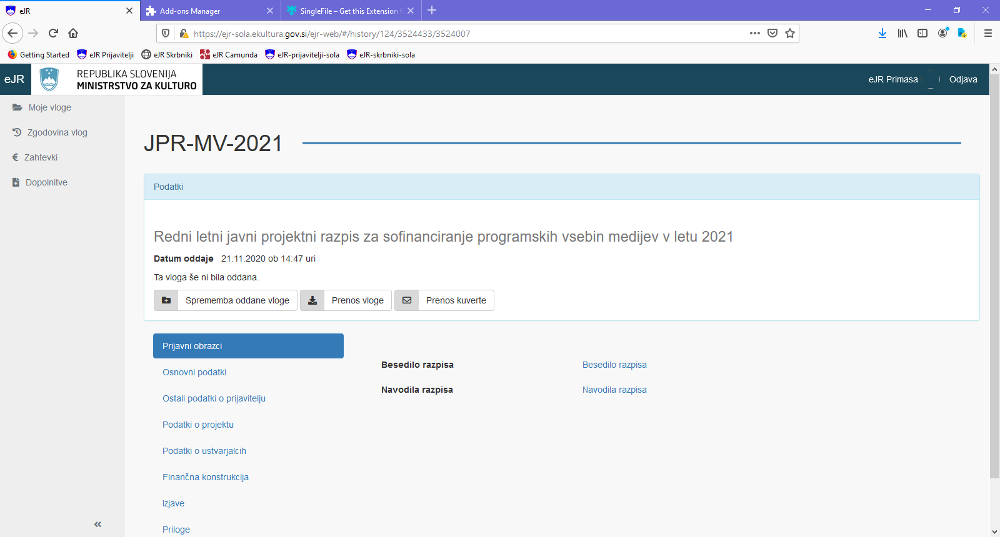 eJR
Add-ons Manager
SingleFile – Get this Extension f
https://ejr-sola.ekultura.gov.si/ejr-web/#/history/124/3524433/3524007
Getting Started
eJR Prijavitelji
eJR Skrbniki
eJR Camunda
eJR-prijavitelji-sola
eJR-skrbniki-sola
eJR
REPUBLIKA SLOVENIJA
MINISTRSTVO ZA KULTURO
eJR Primasa
Odjava
Moje vloge
Zgodovina vlog
€ Zahtevki
Dopolnitve
JPR-MV-2021
Podatki
Redni letni javni projektni razpis za sofinanciranje programskih vsebin medijev v letu 2021
Datum oddaje 21.11.2020 ob 14:47 uri
Ta vloga še ni bila oddana.
Sprememba oddane vloge
Prenos vloge
Prenos kuverte
Prijavni obrazci
Osnovni podatki
Ostali podatki o prijavitelju
Podatki o projektu
Podatki o ustvarjalcih
Finančna konstrukcija
Izjave
Priloge
Besedilo razpisa
Besedilo razpisa
Navodila razpisa
Navodila razpisa